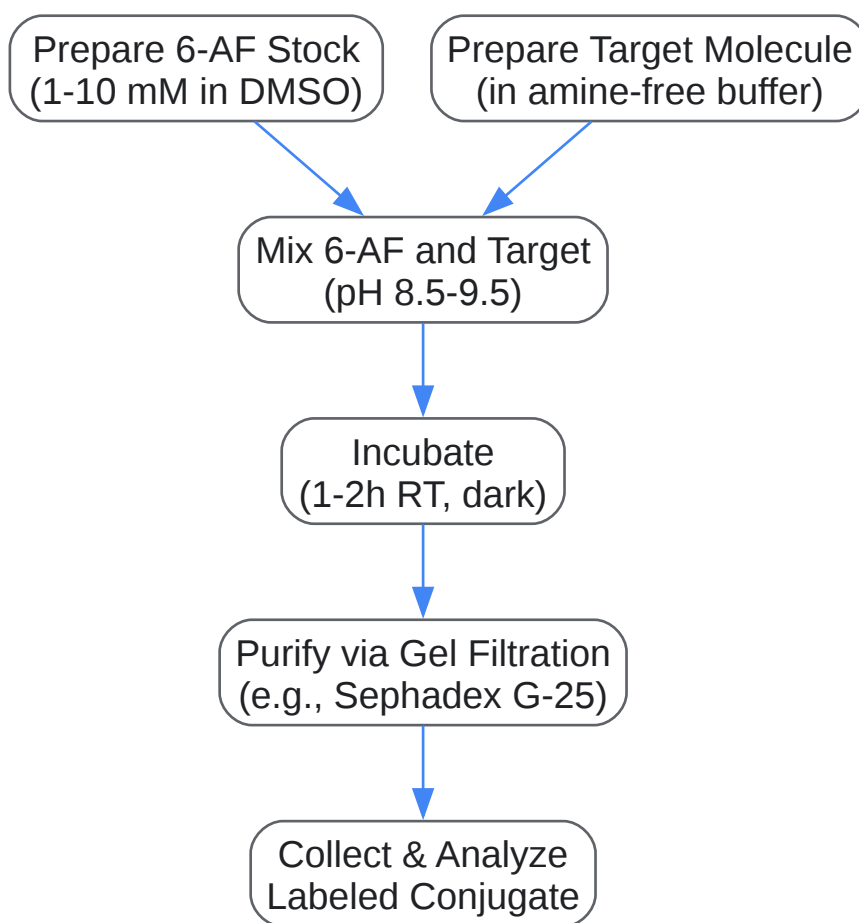 Prepare 6-AF Stock
(1-10 mM in DMSO)
Prepare Target Molecule
(in amine-free buffer)
Mix 6-AF and Target
(pH 8.5-9.5)
Incubate
(1-2h RT, dark)
Purify via Gel Filtration
(e.g., Sephadex G-25)
Collect & Analyze
Labeled Conjugate